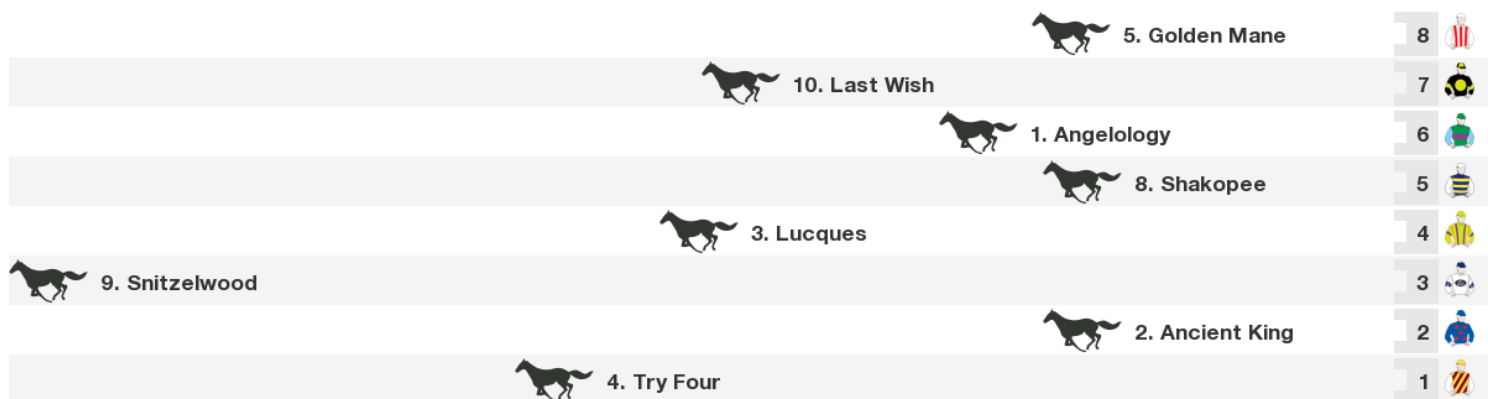 5. Golden Mane 8
10. Last Wish 7
1. Angelology 6
8. Shakopee 5
3. Lucques 4
9. Snitzelwood 3
2. Ancient King 2
4. Try Four 1